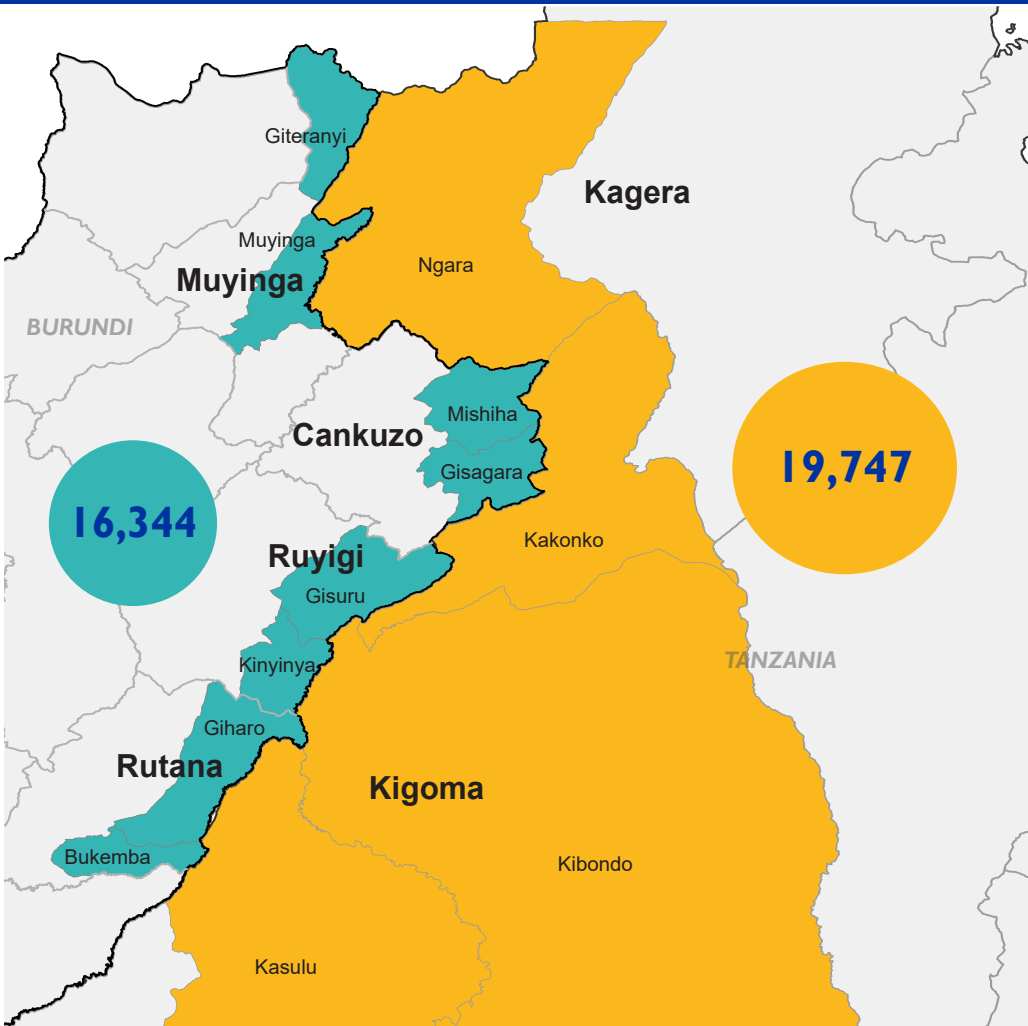 Giteranyi
Kagera
Muyinga
Ngara
Muyinga
BURUNDI
Mishiha
Cankuzo
19,747
Gisagara
16,344
Kakonko
Ruyigi
Gisuru
TANZANIA
Kinyinya
Giharo
Rutana
Kigoma
Bukemba
Kibondo
Kasulu